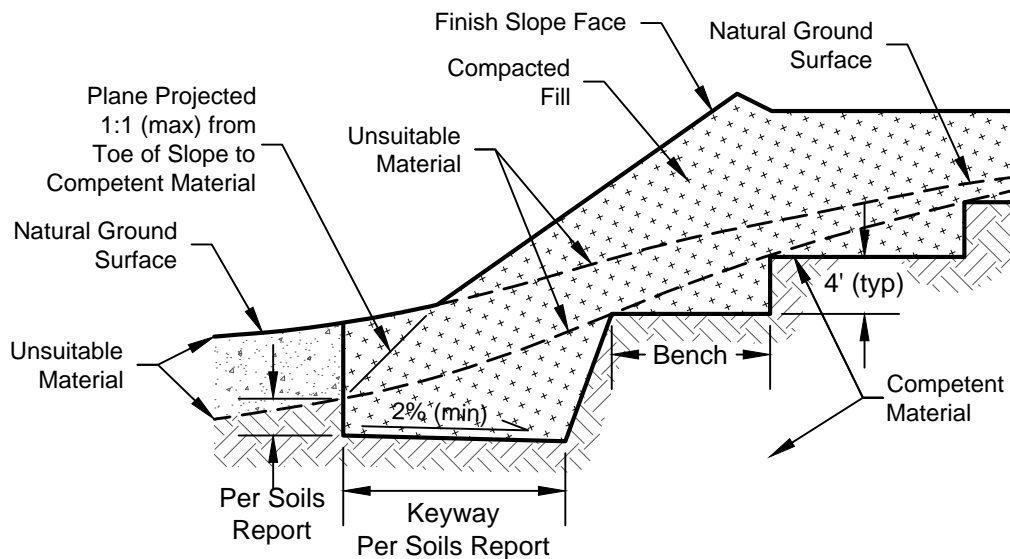 Finish Slope Face
Natural Ground
Surface
Compacted
Fill
Plane Projected
1:1 (max) from
Toe of Slope to
Competent Material
Unsuitable
Material
Natural Ground
Surface
4' (typ)
Unsuitable
Material
Bench
Competent
Material
2% (min)
Per Soils
Report
Keyway
Per Soils Report